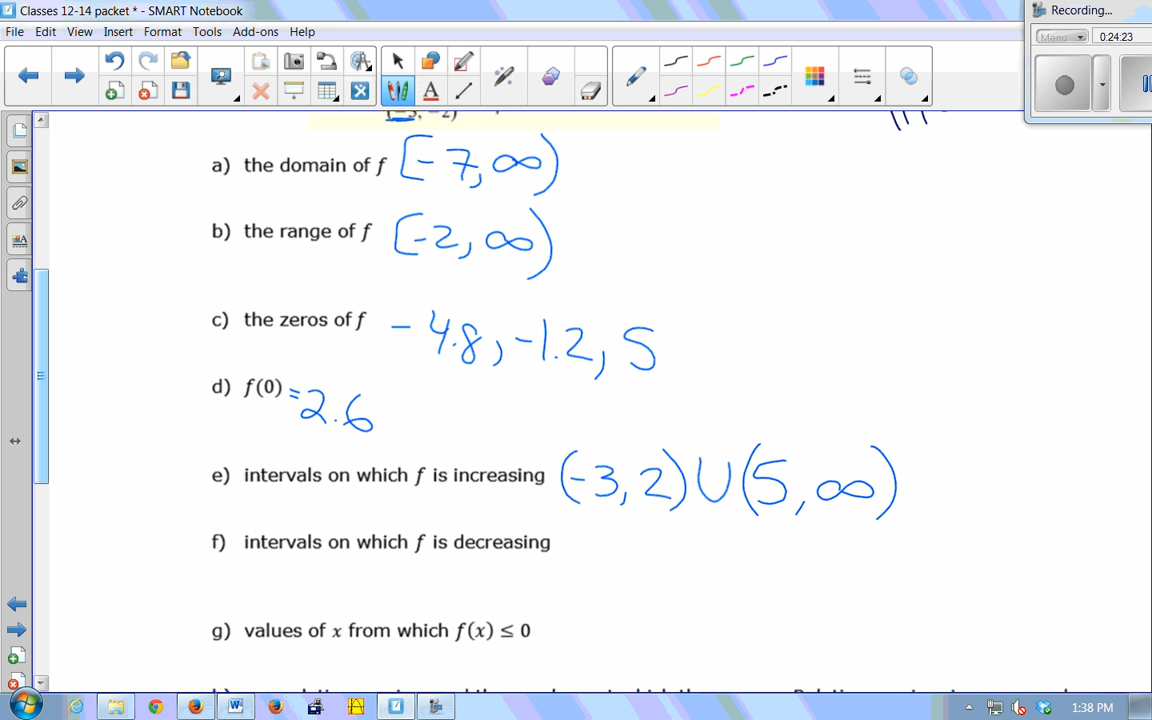 Classes 12-14 packet * - SMART Notebook
Recording...
File Edit View Insert Format Tools Add-ons Help
Menu
0:24:23
(−3, −2)
a) the domain of f [-7, ∞)
b) the range of f [-2, ∞)
c) the zeros of f -4.8, -1.2, 5
d) f(0) = 2.6
e) intervals on which f is increasing (-3, 2) ∪ (5, ∞)
f) intervals on which f is decreasing
g) values of x from which f(x) ≤ 0
1:38 PM